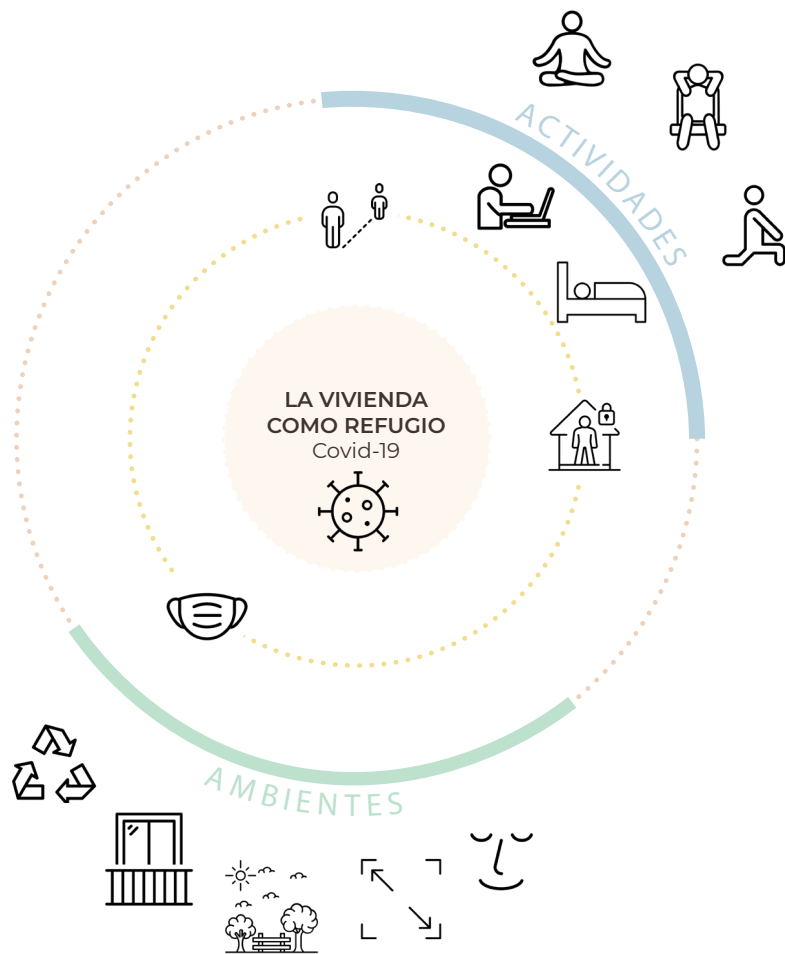 ACTIVIDADES
LA VIVIENDA
COMO REFUGIO
Covid-19
AMBIENTES